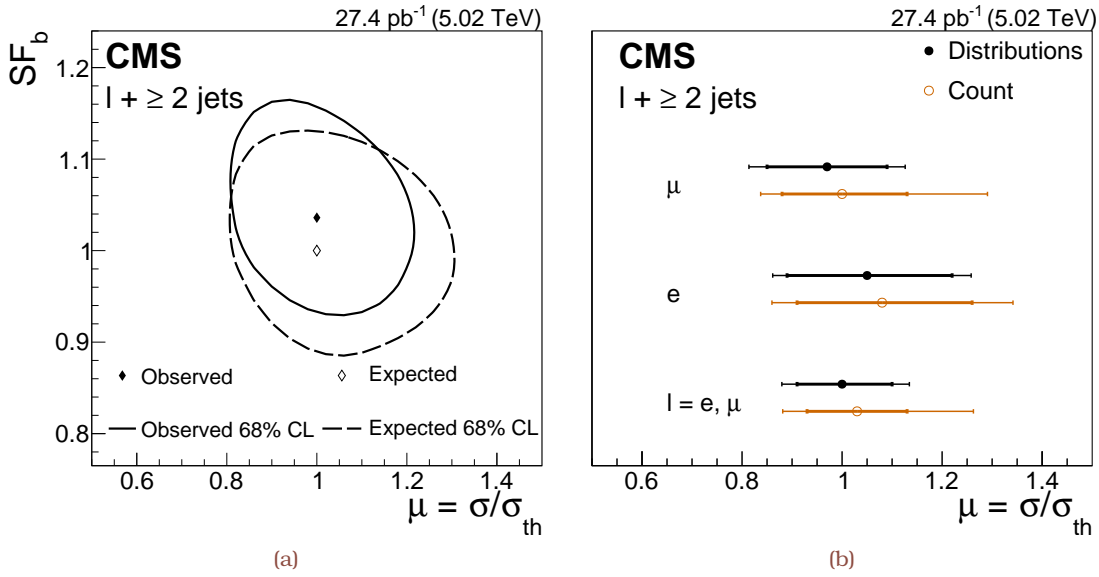 27.4 pb⁻¹ (5.02 TeV)
SF_b
CMS
l + ≥ 2 jets
1.2
1.1
1
0.9
0.8
Observed
Expected
Observed 68% CL
Expected 68% CL
0.6 0.8 1 1.2 1.4
μ = σ/σ_th
(a)
27.4 pb⁻¹ (5.02 TeV)
CMS
l + ≥ 2 jets
Distributions
Count
μ
e
l = e, μ
0.6 0.8 1 1.2 1.4
μ = σ/σ_th
(b)